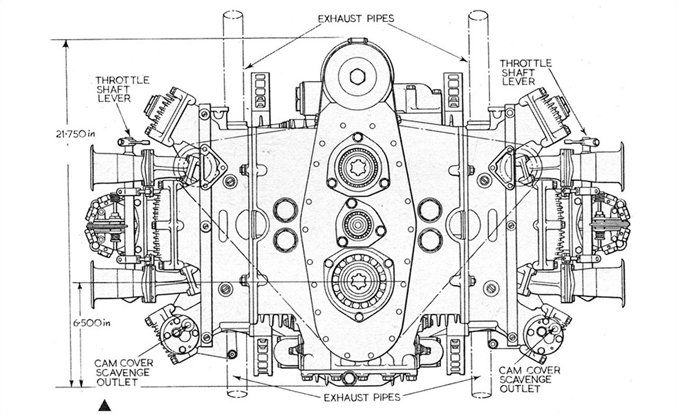 EXHAUST PIPES
THROTTLE
SHAFT
LEVER
THROTTLE
SHAFT
LEVER
21·750 in
6·500 in
CAM COVER
SCAVENGE
OUTLET
CAM COVER
SCAVENGE
OUTLET
EXHAUST PIPES